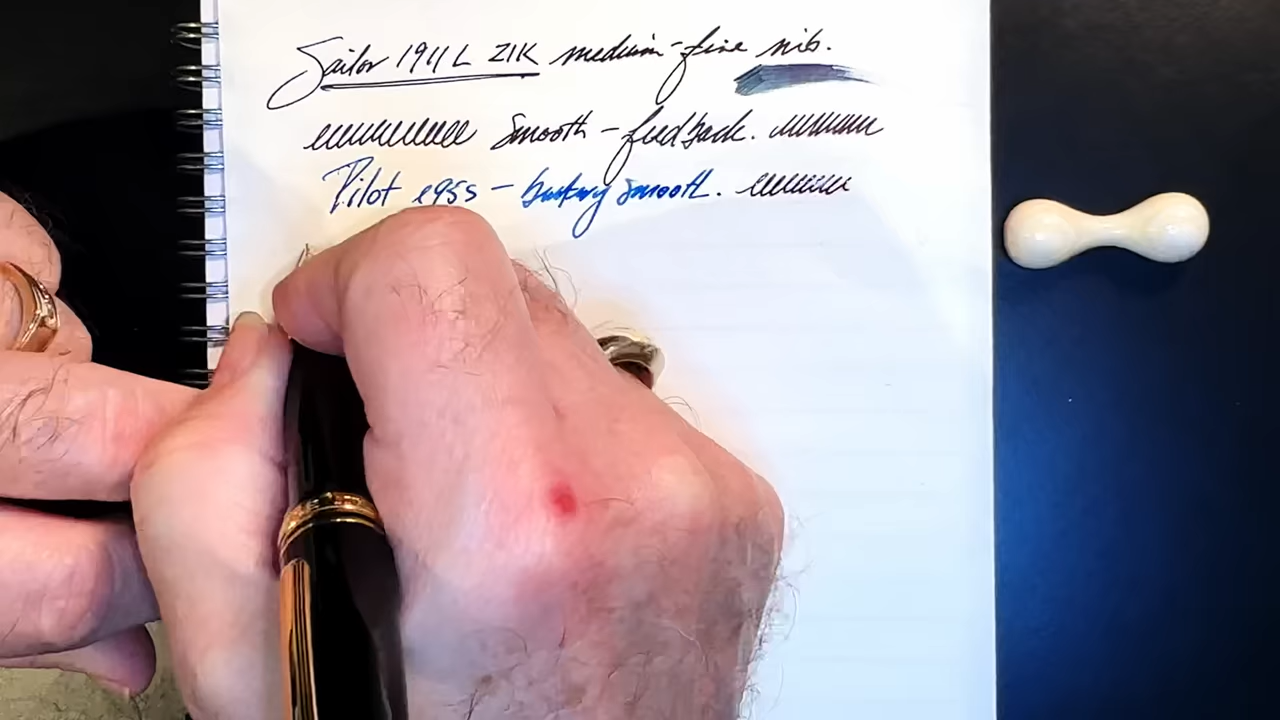 Sailor 1911L 21K medium-fine nib.
Smooth - feedback.
Pilot e95s - buttery smooth.